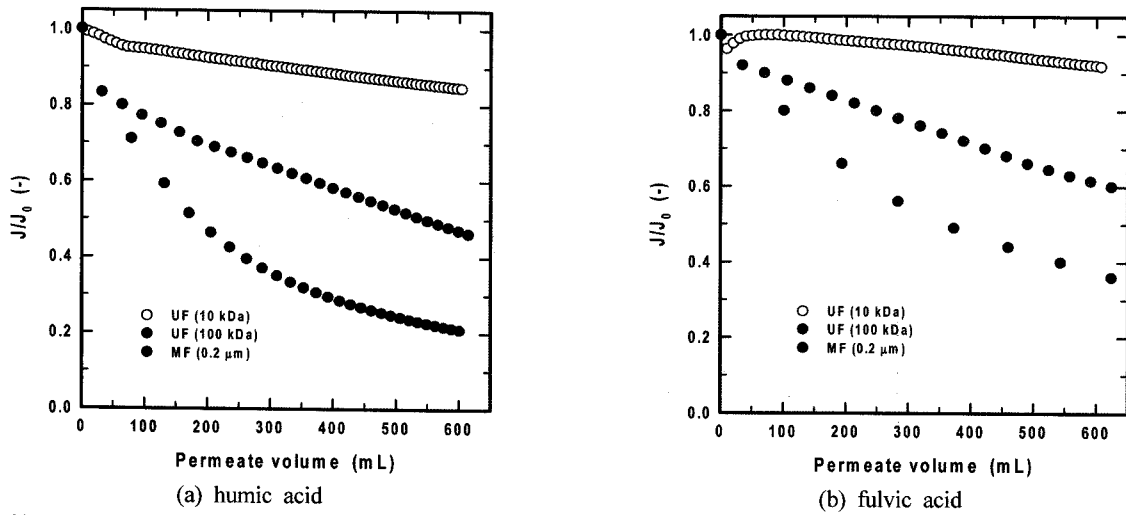 1.0
0.8
0.6
0.4
0.2
0.0
J/J₀ (-)
UF (10 kDa)
UF (100 kDa)
MF (0.2 μm)
0 100 200 300 400 500 600
Permeate volume (mL)
(a) humic acid
1.0
0.8
0.6
0.4
0.2
0.0
J/J₀ (-)
UF (10 kDa)
UF (100 kDa)
MF (0.2 μm)
0 100 200 300 400 500 600
Permeate volume (mL)
(b) fulvic acid